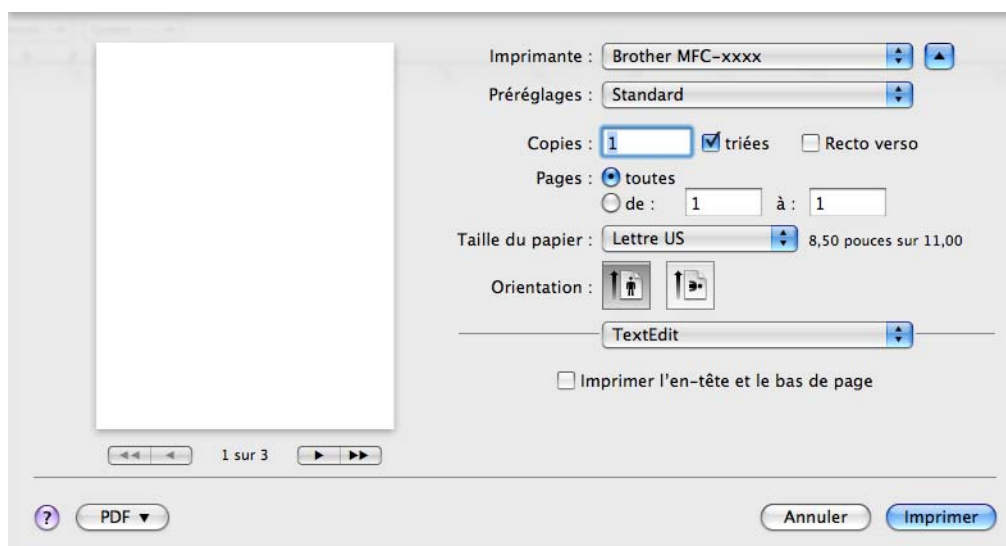 Imprimante : Brother MFC-xxxx
Préréglages : Standard
Copies : 1 triées Recto verso
Pages : toutes
de : 1 à : 1
Taille du papier : Lettre US 8,50 pouces sur 11,00
Orientation :
TextEdit
Imprimer l'en-tête et le bas de page
1 sur 3
? PDF ▼ Annuler Imprimer